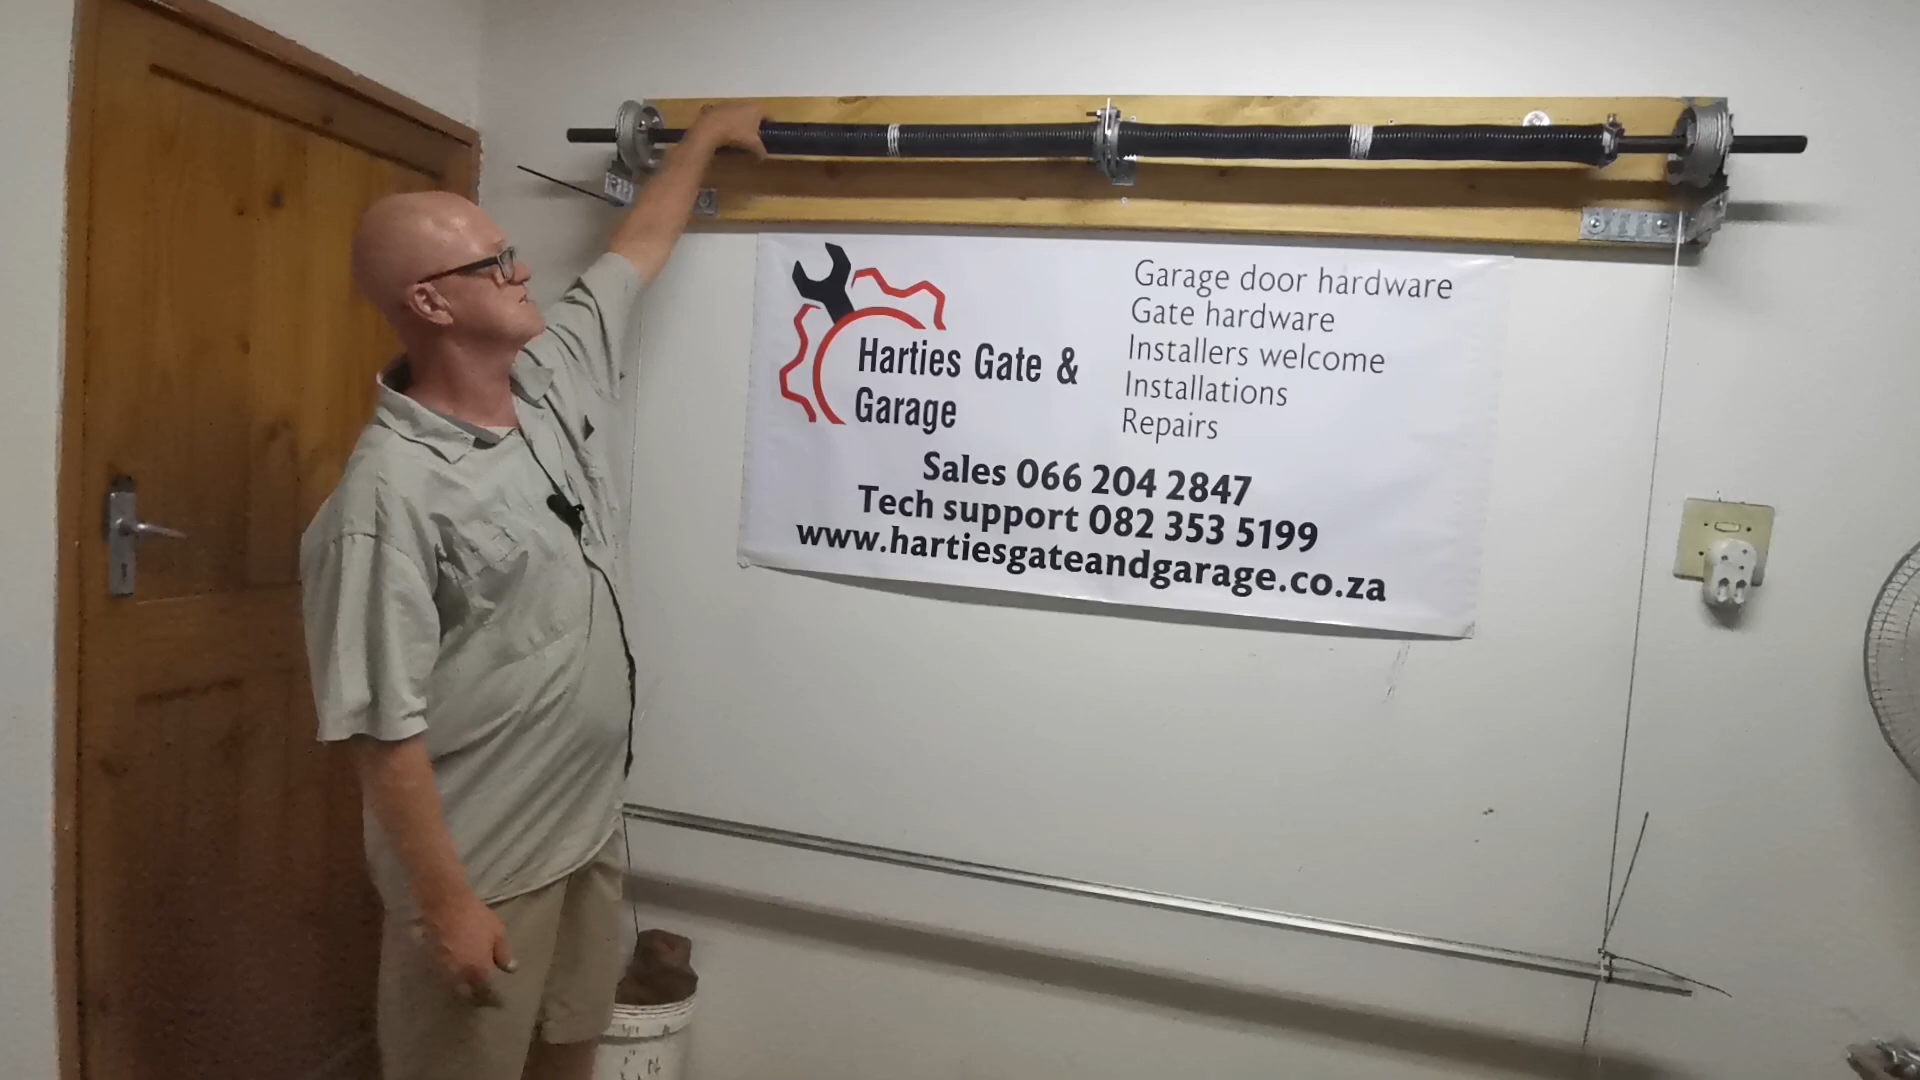 Harties Gate &
Garage
Garage door hardware
Gate hardware
Installers welcome
Installations
Repairs
Sales 066 204 2847
Tech support 082 353 5199
www.hartiesgateandgarage.co.za